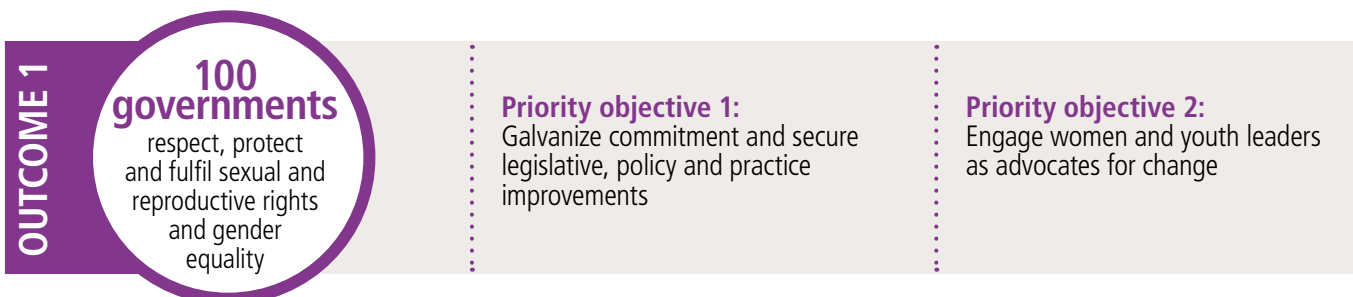 OUTCOME 1
100
governments
respect, protect
and fulfil sexual and
reproductive rights
and gender
equality
Priority objective 1:
Galvanize commitment and secure
legislative, policy and practice
improvements
Priority objective 2:
Engage women and youth leaders
as advocates for change